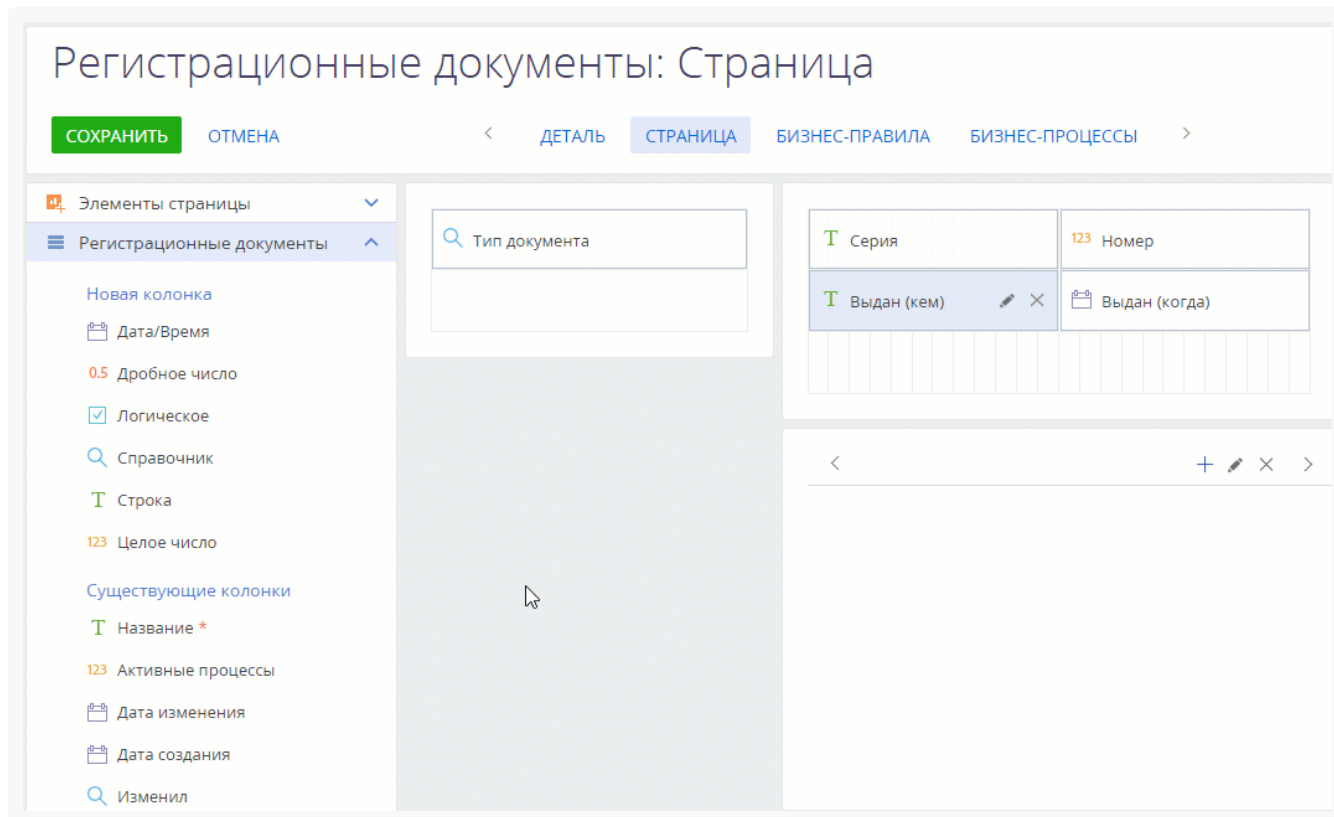 Регистрационные документы: Страница
СОХРАНИТЬ ОТМЕНА ДЕТАЛЬ СТРАНИЦА БИЗНЕС-ПРАВИЛА БИЗНЕС-ПРОЦЕССЫ
Элементы страницы
Регистрационные документы
Новая колонка
Дата/Время
0.5 Дробное число
Логическое
Справочник
T Строка
123 Целое число
Существующие колонки
T Название *
123 Активные процессы
Дата изменения
Дата создания
Изменил
Тип документа
T Серия
123 Номер
T Выдан (кем)
Выдан (когда)